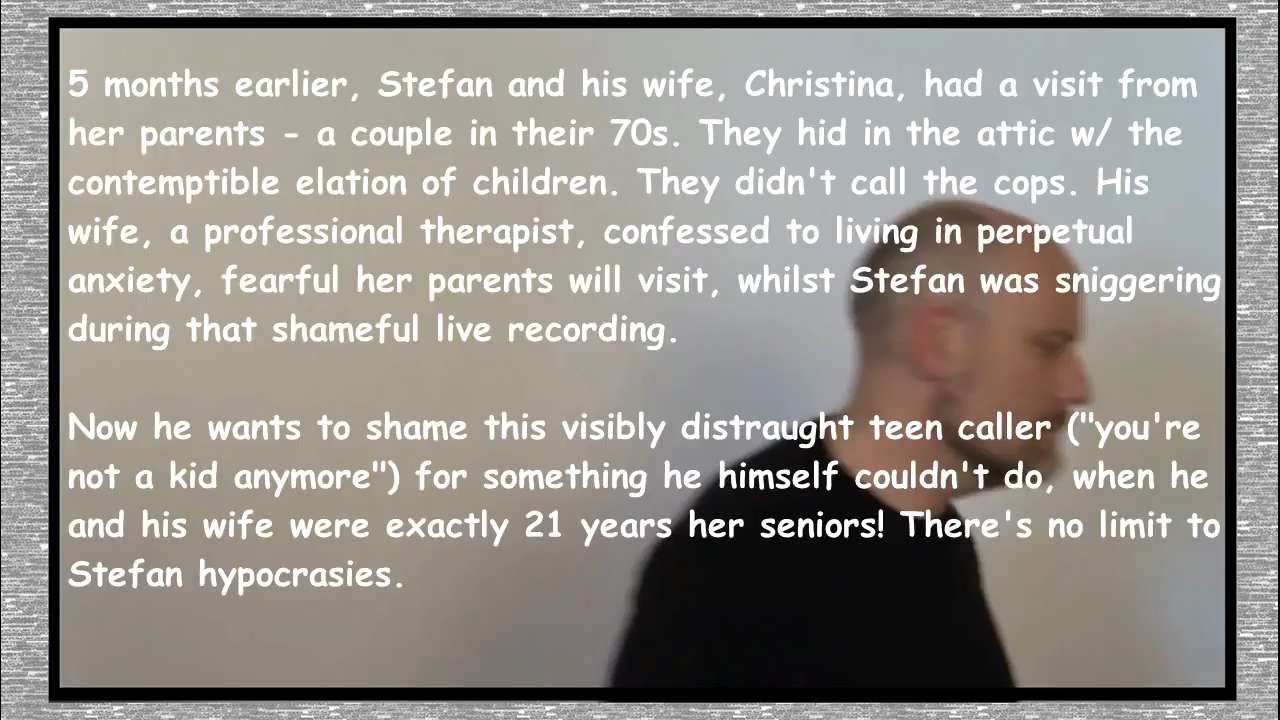 5 months earlier, Stefan and his wife, Christina, had a visit from
her parents - a couple in their 70s. They hid in the attic w/ the
contemptible elation of children. They didn't call the cops. His
wife, a professional therapist, confessed to living in perpetual
anxiety, fearful her parents will visit, whilst Stefan was sniggering
during that shameful live recording.
Now he wants to shame this visibly distraught teen caller ("you're
not a kid anymore") for something he himself couldn't do, when he
and his wife were exactly 21 years her seniors! There's no limit to
Stefan hypocrasies.